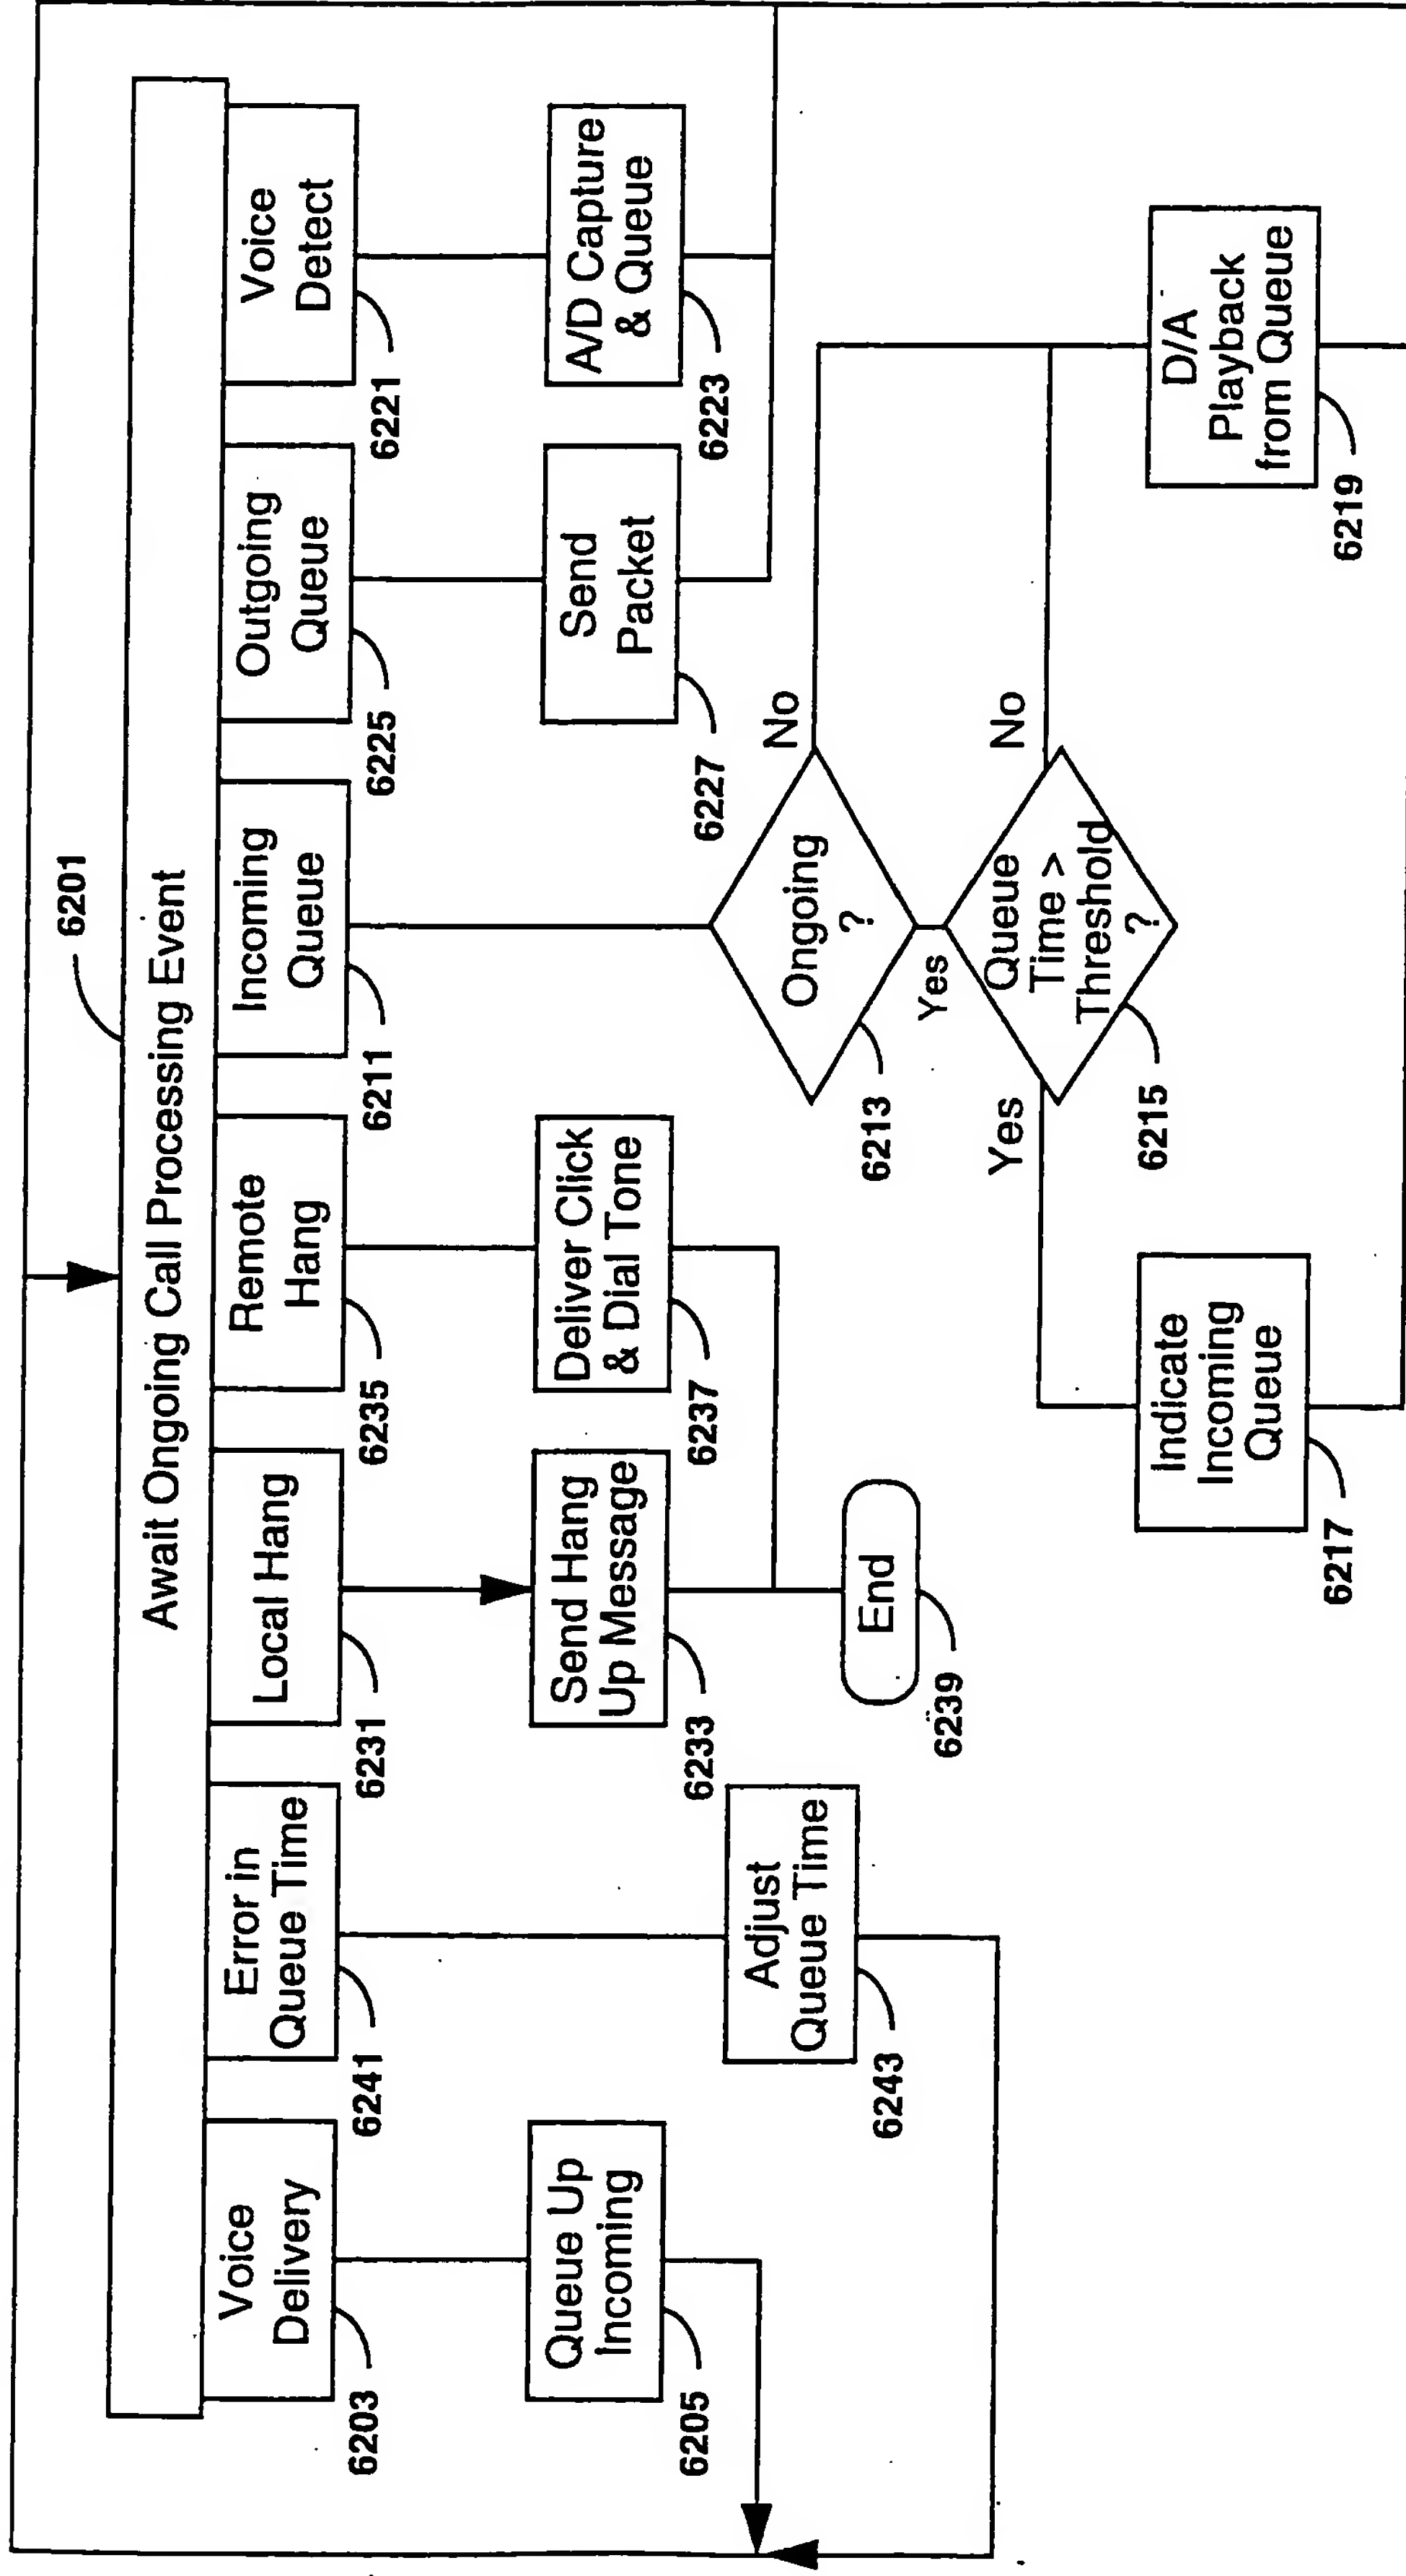 6201
Await Ongoing Call Processing Event
Voice
Delivery
6203
Error in
Queue Time
6241
Local Hang
6231
Remote
Hang
6235
Incoming
Queue
6211
Outgoing
Queue
6225
Voice
Detect
6221
Queue Up
Incoming
6205
Adjust
Queue Time
6243
Send Hang
Up Message
6233
Deliver Click
& Dial Tone
6237
Send
Packet
6227
A/D Capture
& Queue
6223
End
6239
Ongoing
?
6213
No
Yes
Queue
Time >
Threshold
?
6215
No
Yes
Indicate
Incoming
Queue
6217
D/A
Playback
from Queue
6219